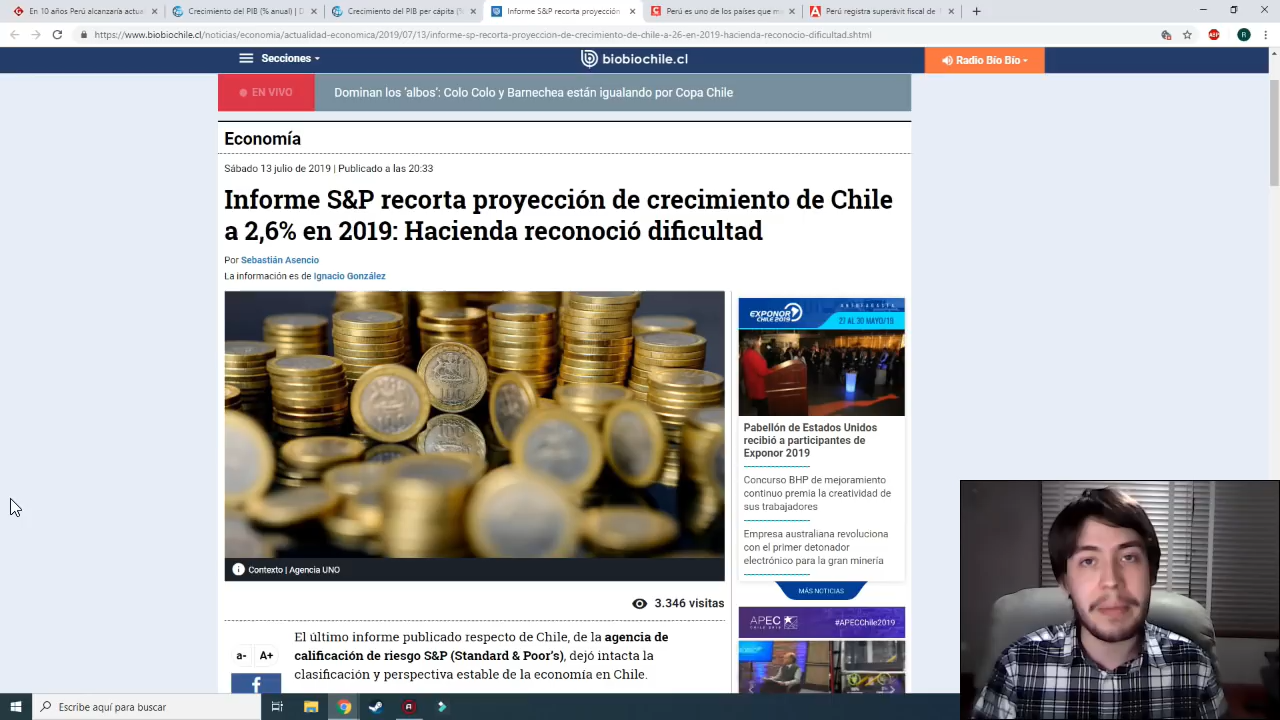 En 10 años Perú alcanzaría actua
Crecimiento del PIB (% anual) | D
Crecimiento del PIB per cápita (%
Informe S&P recorta proyección
Perú es uno de los países que m
Perú registra superávit fiscal de
https://www.biobiochile.cl/noticias/economia/actualidad-economica/2019/07/13/informe-sp-recorta-proyeccion-de-crecimiento-de-chile-a-26-en-2019-hacienda-reconocio-dificultad.shtml
Secciones
biobiochile.cl
Radio Bío Bío
EN VIVO
Dominan los 'albos': Colo Colo y Barnechea están igualando por Copa Chile
Economía
Sábado 13 julio de 2019 | Publicado a las 20:33
Informe S&P recorta proyección de crecimiento de Chile
a 2,6% en 2019: Hacienda reconoció dificultad
Por Sebastián Asencio
La información es de Ignacio González
EXPONOR
CHILE 2019
ANTOFAGASTA
27 AL 30 MAYO/19
Pabellón de Estados Unidos
recibió a participantes de
Exponor 2019
Concurso BHP de mejoramiento
continuo premia la creatividad de
sus trabajadores
Empresa australiana revoluciona
con el primer detonador
electrónico para la gran minería
MÁS NOTICIAS
Contexto | Agencia UNO
3.346 visitas
APEC
CHILE 2019
#APECChile2019
El último informe publicado respecto de Chile, de la agencia de
calificación de riesgo S&P (Standard & Poor's), dejó intacta la
clasificación y perspectiva estable de la economía en Chile.
a-
A+
Escribe aquí para buscar